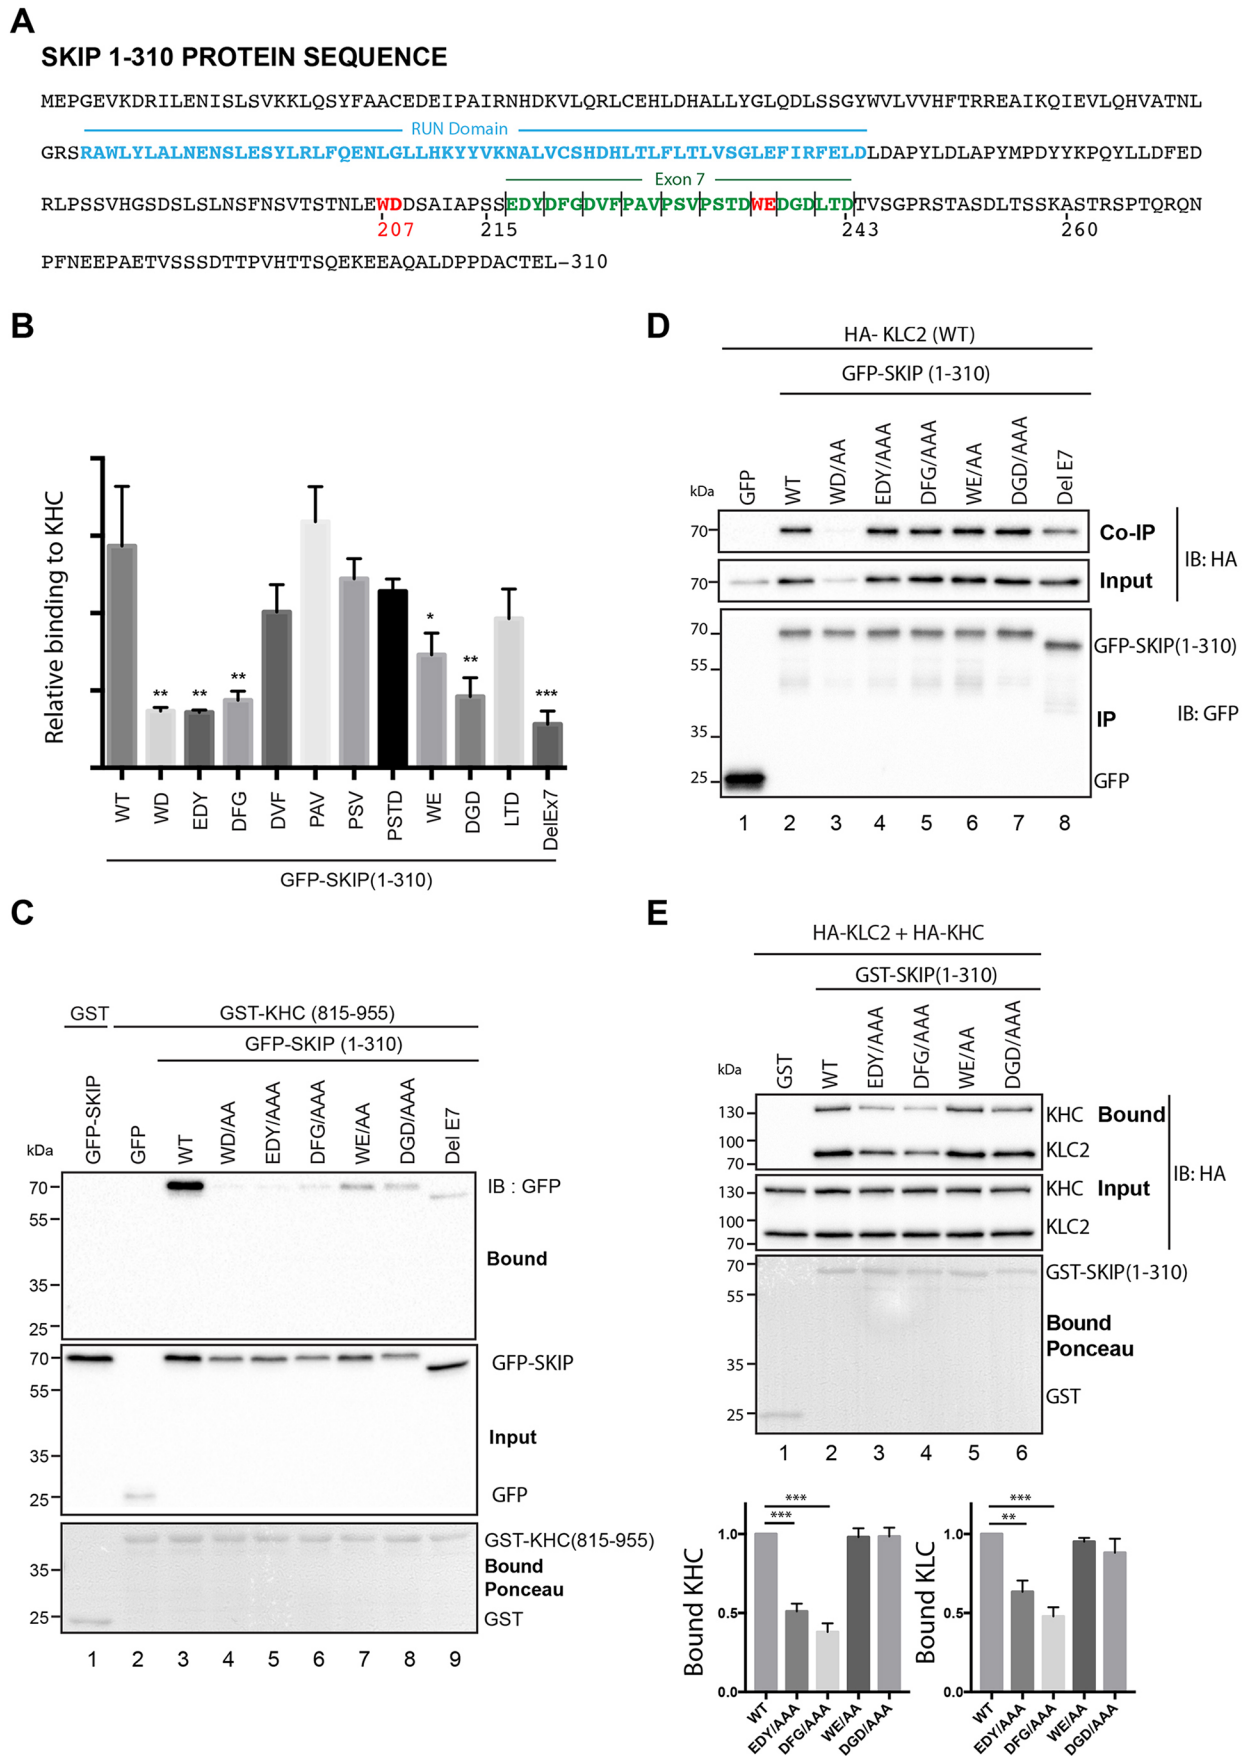 A
SKIP 1-310 PROTEIN SEQUENCE
MEPGEVKDRILENISLSVKKLQSYFAACEDEIPAIRNHDKVLQRLCEHLDHALLYGLQDLSSGYWVLVVHFTRREAIKQIEVLQHVATNL
RUN Domain
GRSRAWLYLALNENSLESYLRLFQENLGLLHKYYVKNALVCSHDHLTLFLTLVSGLEFIRFELDLDAPYLDLAPYMPDYYKPQYLLDFED
Exon 7
RLPSSVHGSDSLSLNSFNSVTSTNLEWDDSAIAPSSEDYDFGDVFPAVPSVPSTDWEDGDLTDTVSGPRSTASDLTSSKASTRSPTQRQN
207 215 243 260
PFNEEPAETVSSSDTTPVHTTSQEKEEAQALDPPDACTEL–310
B
Relative binding to KHC
** ** ** * ** ***
WT WD EDY DFG DVF PAV PSV PSTD WE DGD LTD DelEx7
GFP-SKIP(1-310)
D
HA- KLC2 (WT)
GFP-SKIP (1-310)
kDa GFP WT WD/AA EDY/AAA DFG/AAA WE/AA DGD/AAA Del E7
70 Co-IP
IB: HA
70 Input
70
GFP-SKIP(1-310)
55
IP IB: GFP
35
25 GFP
1 2 3 4 5 6 7 8
C
GST GST-KHC (815-955)
GFP-SKIP (1-310)
kDa GFP-SKIP GFP WT WD/AA EDY/AAA DFG/AAA WE/AA DGD/AAA Del E7
70 IB : GFP
55
Bound
35
25
70 GFP-SKIP
55
Input
35
25 GFP
GST-KHC(815-955)
35 Bound
Ponceau
25 GST
1 2 3 4 5 6 7 8 9
E
HA-KLC2 + HA-KHC
GST-SKIP(1-310)
kDa GST WT EDY/AAA DFG/AAA WE/AA DGD/AAA
130 KHC Bound
100 KLC2
70
IB: HA
130 KHC Input
100 KLC2
70
70 GST-SKIP(1-310)
55
Bound
Ponceau
35
GST
25
1 2 3 4 5 6
Bound KHC
1.0
0.5
0.0
***
***
WT EDY/AAA DFG/AAA WE/AA DGD/AAA
Bound KLC
1.0
0.5
0.0
***
**
WT EDY/AAA DFG/AAA WE/AA DGD/AAA